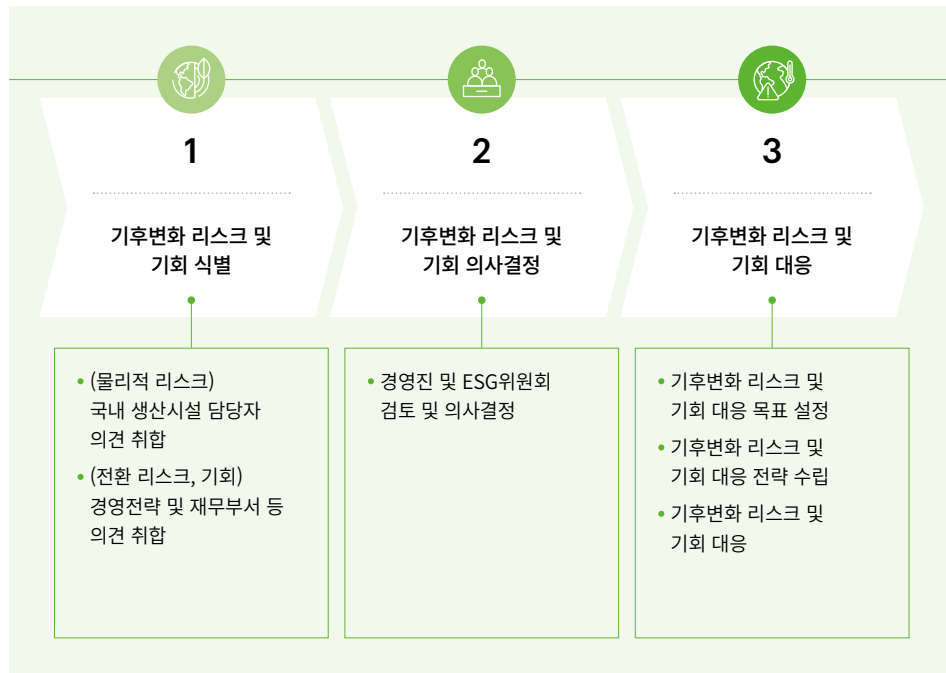 1
기후변화 리스크 및
기회 식별
• (물리적 리스크)
국내 생산시설 담당자
의견 취합
• (전환 리스크, 기회)
경영전략 및 재무부서 등
의견 취합
2
기후변화 리스크 및
기회 의사결정
• 경영진 및 ESG위원회
검토 및 의사결정
3
기후변화 리스크 및
기회 대응
• 기후변화 리스크 및
기회 대응 목표 설정
• 기후변화 리스크 및
기회 대응 전략 수립
• 기후변화 리스크 및
기회 대응